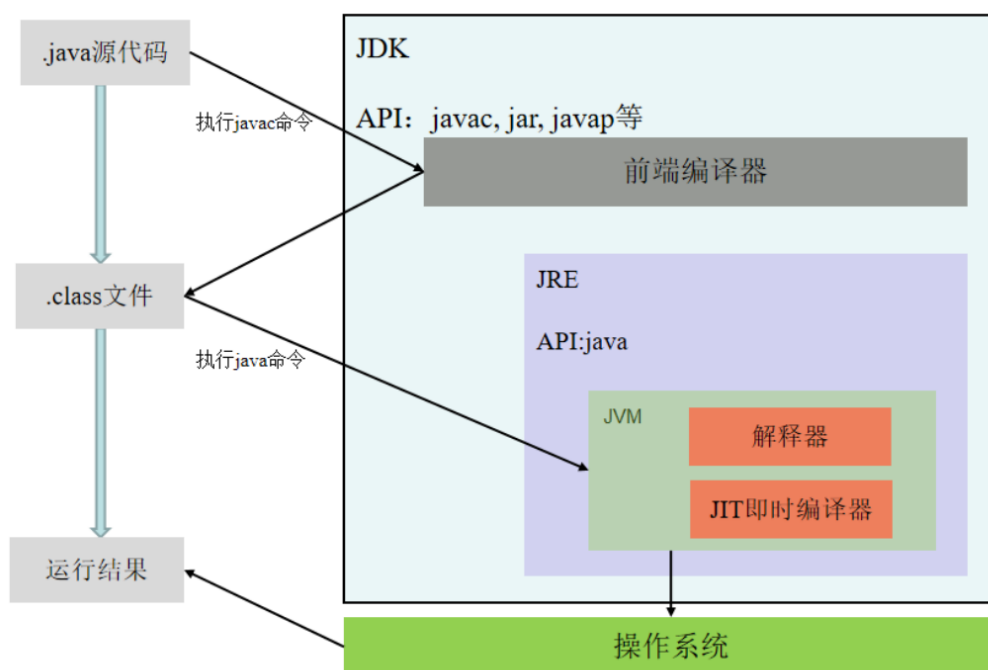 .java源代码
JDK
API：javac, jar, javap等
执行javac命令
前端编译器
.class文件
JRE
API:java
执行java命令
JVM
解释器
JIT即时编译器
运行结果
操作系统